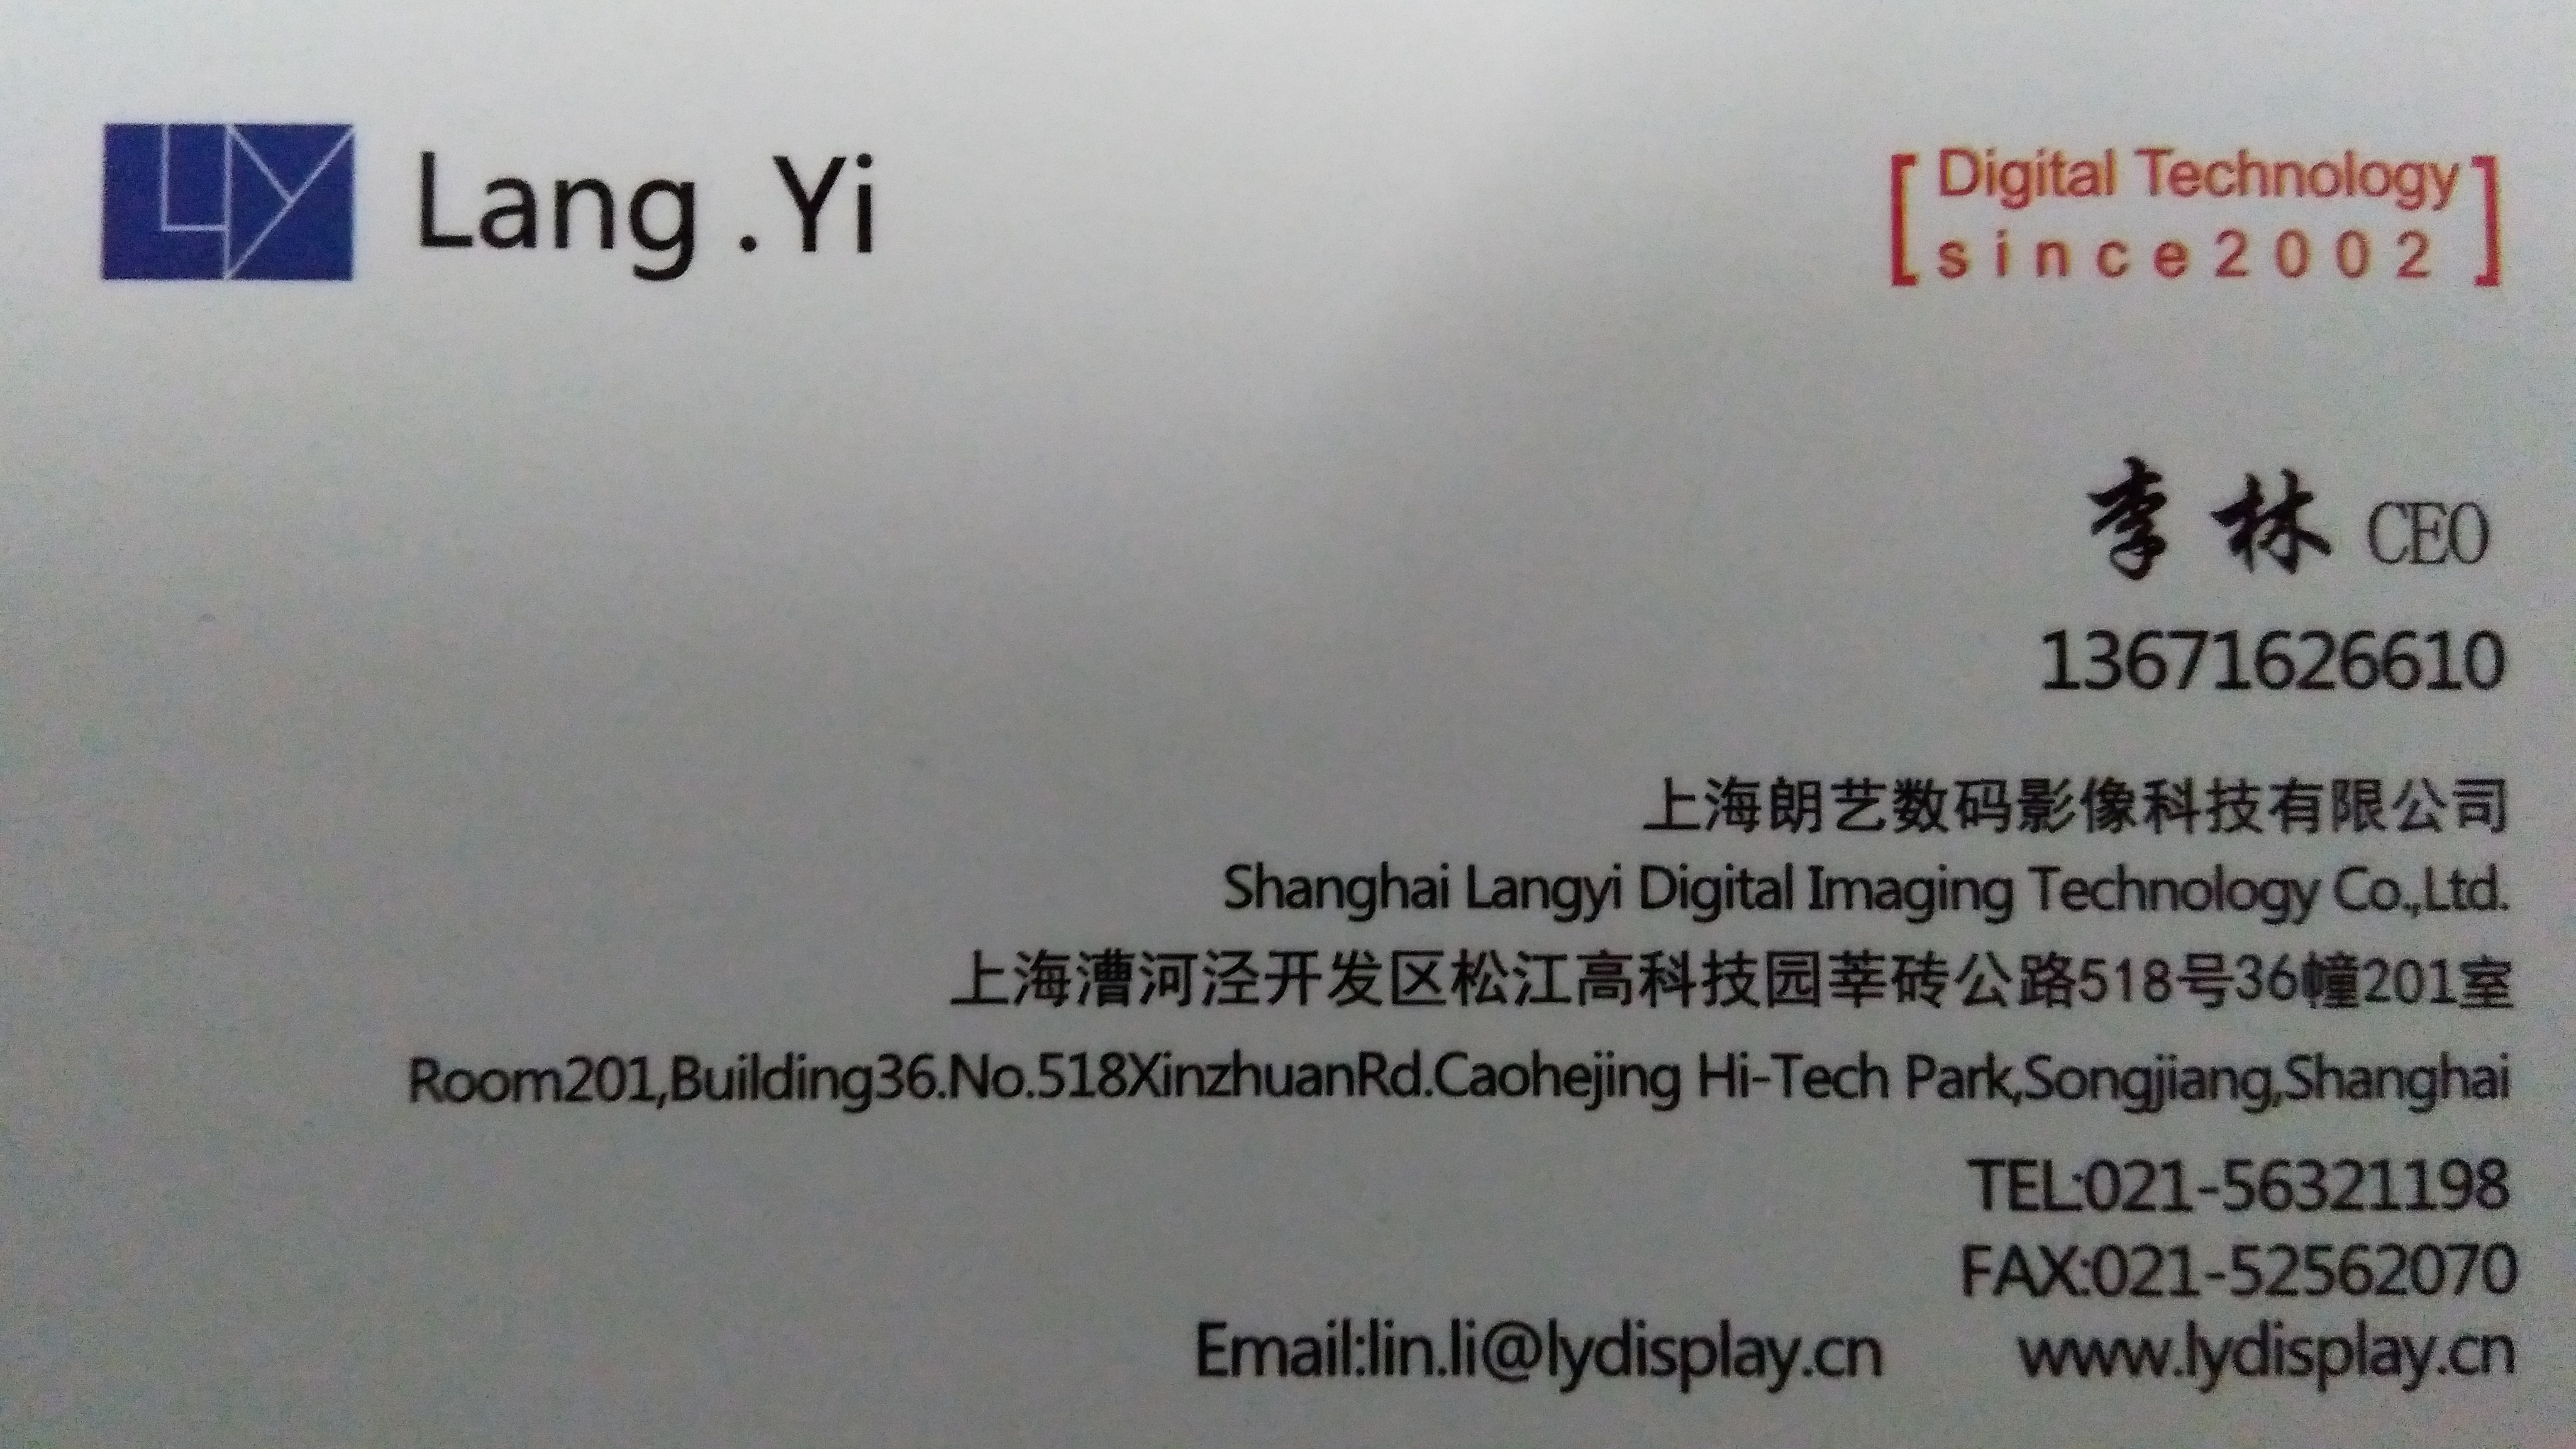 LY Lang .Yi
Digital Technology
since2002
李林 CEO
13671626610
上海朗艺数码影像科技有限公司
Shanghai Langyi Digital Imaging Technology Co.,Ltd.
上海漕河泾开发区松江高科技园莘砖公路518号36幢201室
Room201,Building36.No.518XinzhuanRd.Caohejing Hi-Tech Park,Songjiang,Shanghai
TEL:021-56321198
FAX:021-52562070
Email:lin.li@lydisplay.cn www.lydisplay.cn